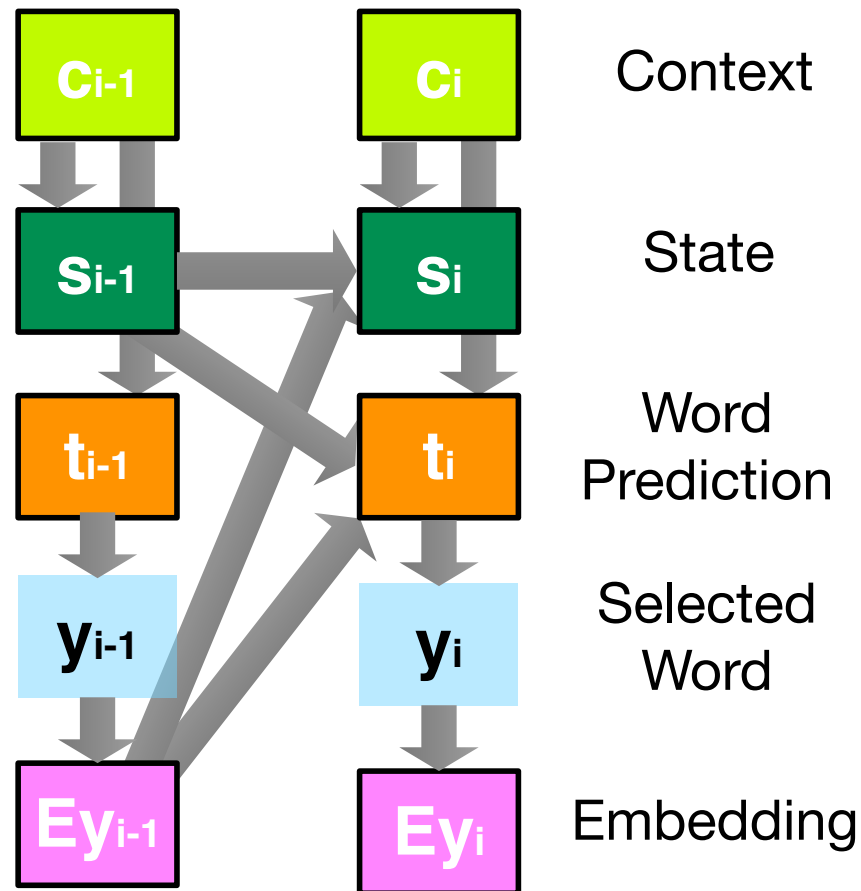 ci-1 ci Context
si-1 si State
ti-1 ti Word
Prediction
yi-1 yi Selected
Word
Eyi-1 Eyi Embedding